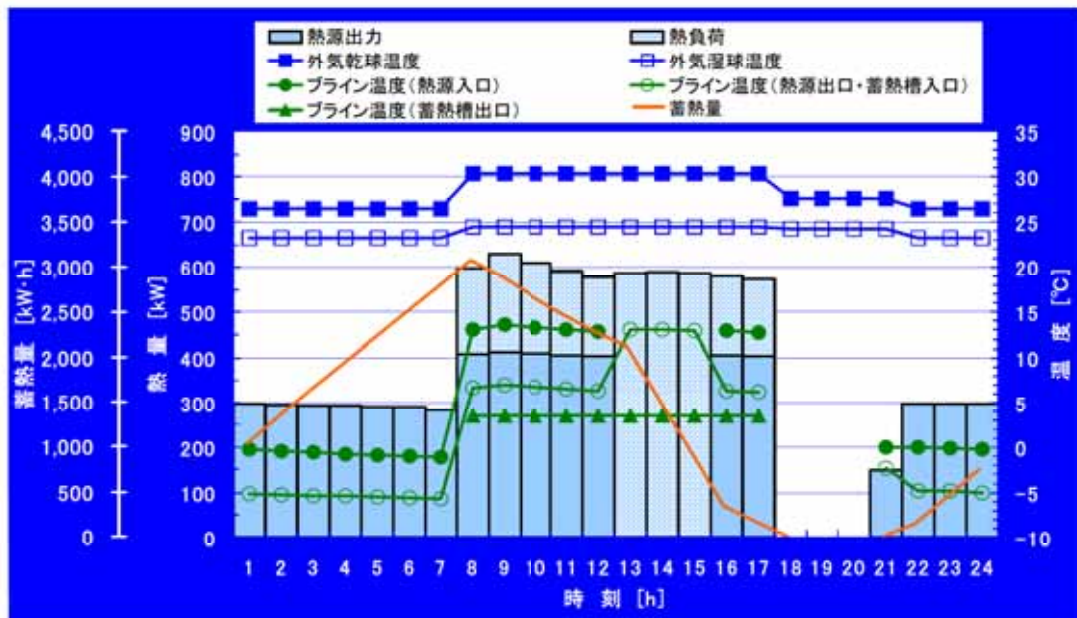 熱源出力 熱負荷
外気乾球温度 外気湿球温度
ブライン温度(熱源入口) ブライン温度(熱源出口・蓄熱槽入口)
ブライン温度(蓄熱槽出口) 蓄熱量
4,500 900 35
4,000 800 30
3,500 700 25
3,000 600 20
2,500 500 15
2,000 400 10
1,500 300 5
1,000 200 0
500 100 -5
0 0 -10
蓄熱量 [kW・h]
熱 量 [kW]
温 度 [℃]
1 2 3 4 5 6 7 8 9 10 11 12 13 14 15 16 17 18 19 20 21 22 23 24
時 刻 [h]